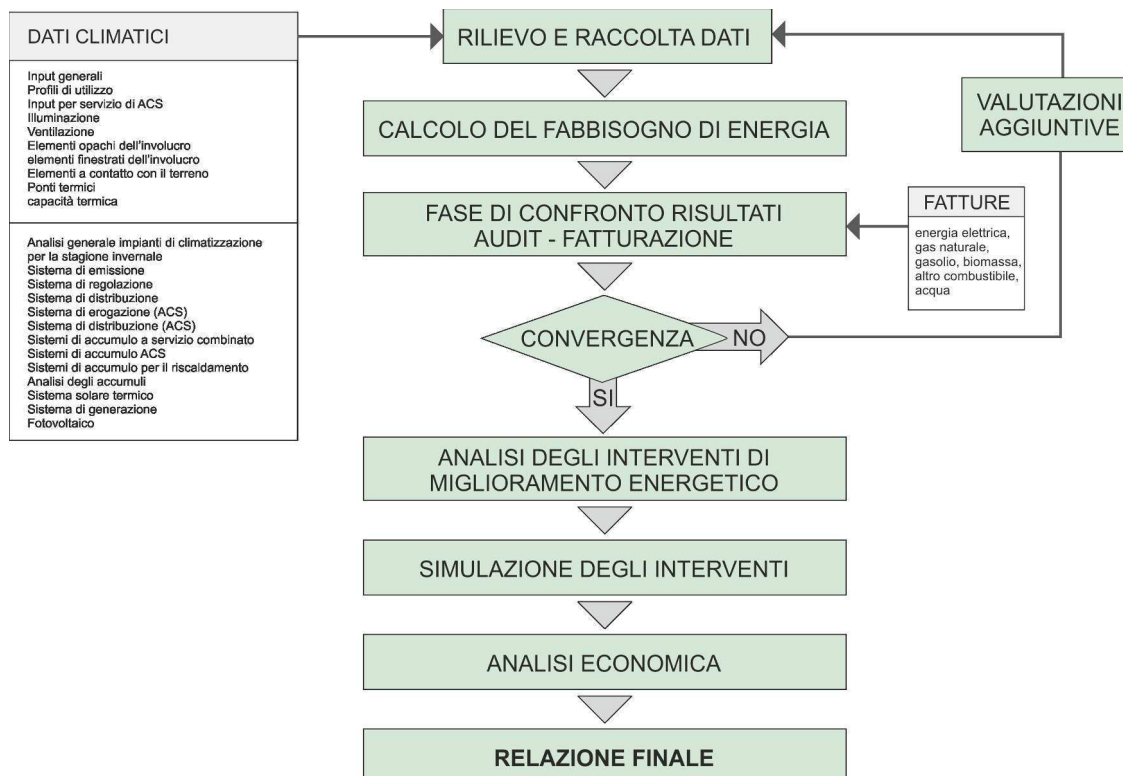 DATI CLIMATICI
Input generali
Profili di utilizzo
Input per servizio di ACS
Illuminazione
Ventilazione
Elementi opachi dell'involucro
elementi finestrati dell'involucro
Elementi a contatto con il terreno
Ponti termici
capacità termica
Analisi generale impianti di climatizzazione
per la stagione invernale
Sistema di emissione
Sistema di regolazione
Sistema di distribuzione
Sistema di erogazione (ACS)
Sistema di distribuzione (ACS)
Sistemi di accumulo a servizio combinato
Sistemi di accumulo ACS
Sistemi di accumulo per il riscaldamento
Analisi degli accumuli
Sistema solare termico
Sistema di generazione
Fotovoltaico
RILIEVO E RACCOLTA DATI
CALCOLO DEL FABBISOGNO DI ENERGIA
FASE DI CONFRONTO RISULTATI
AUDIT - FATTURAZIONE
VALUTAZIONI
AGGIUNTIVE
FATTURE
energia elettrica,
gas naturale,
gasolio, biomassa,
altro combustibile,
acqua
CONVERGENZA
NO
SI
ANALISI DEGLI INTERVENTI DI
MIGLIORAMENTO ENERGETICO
SIMULAZIONE DEGLI INTERVENTI
ANALISI ECONOMICA
RELAZIONE FINALE